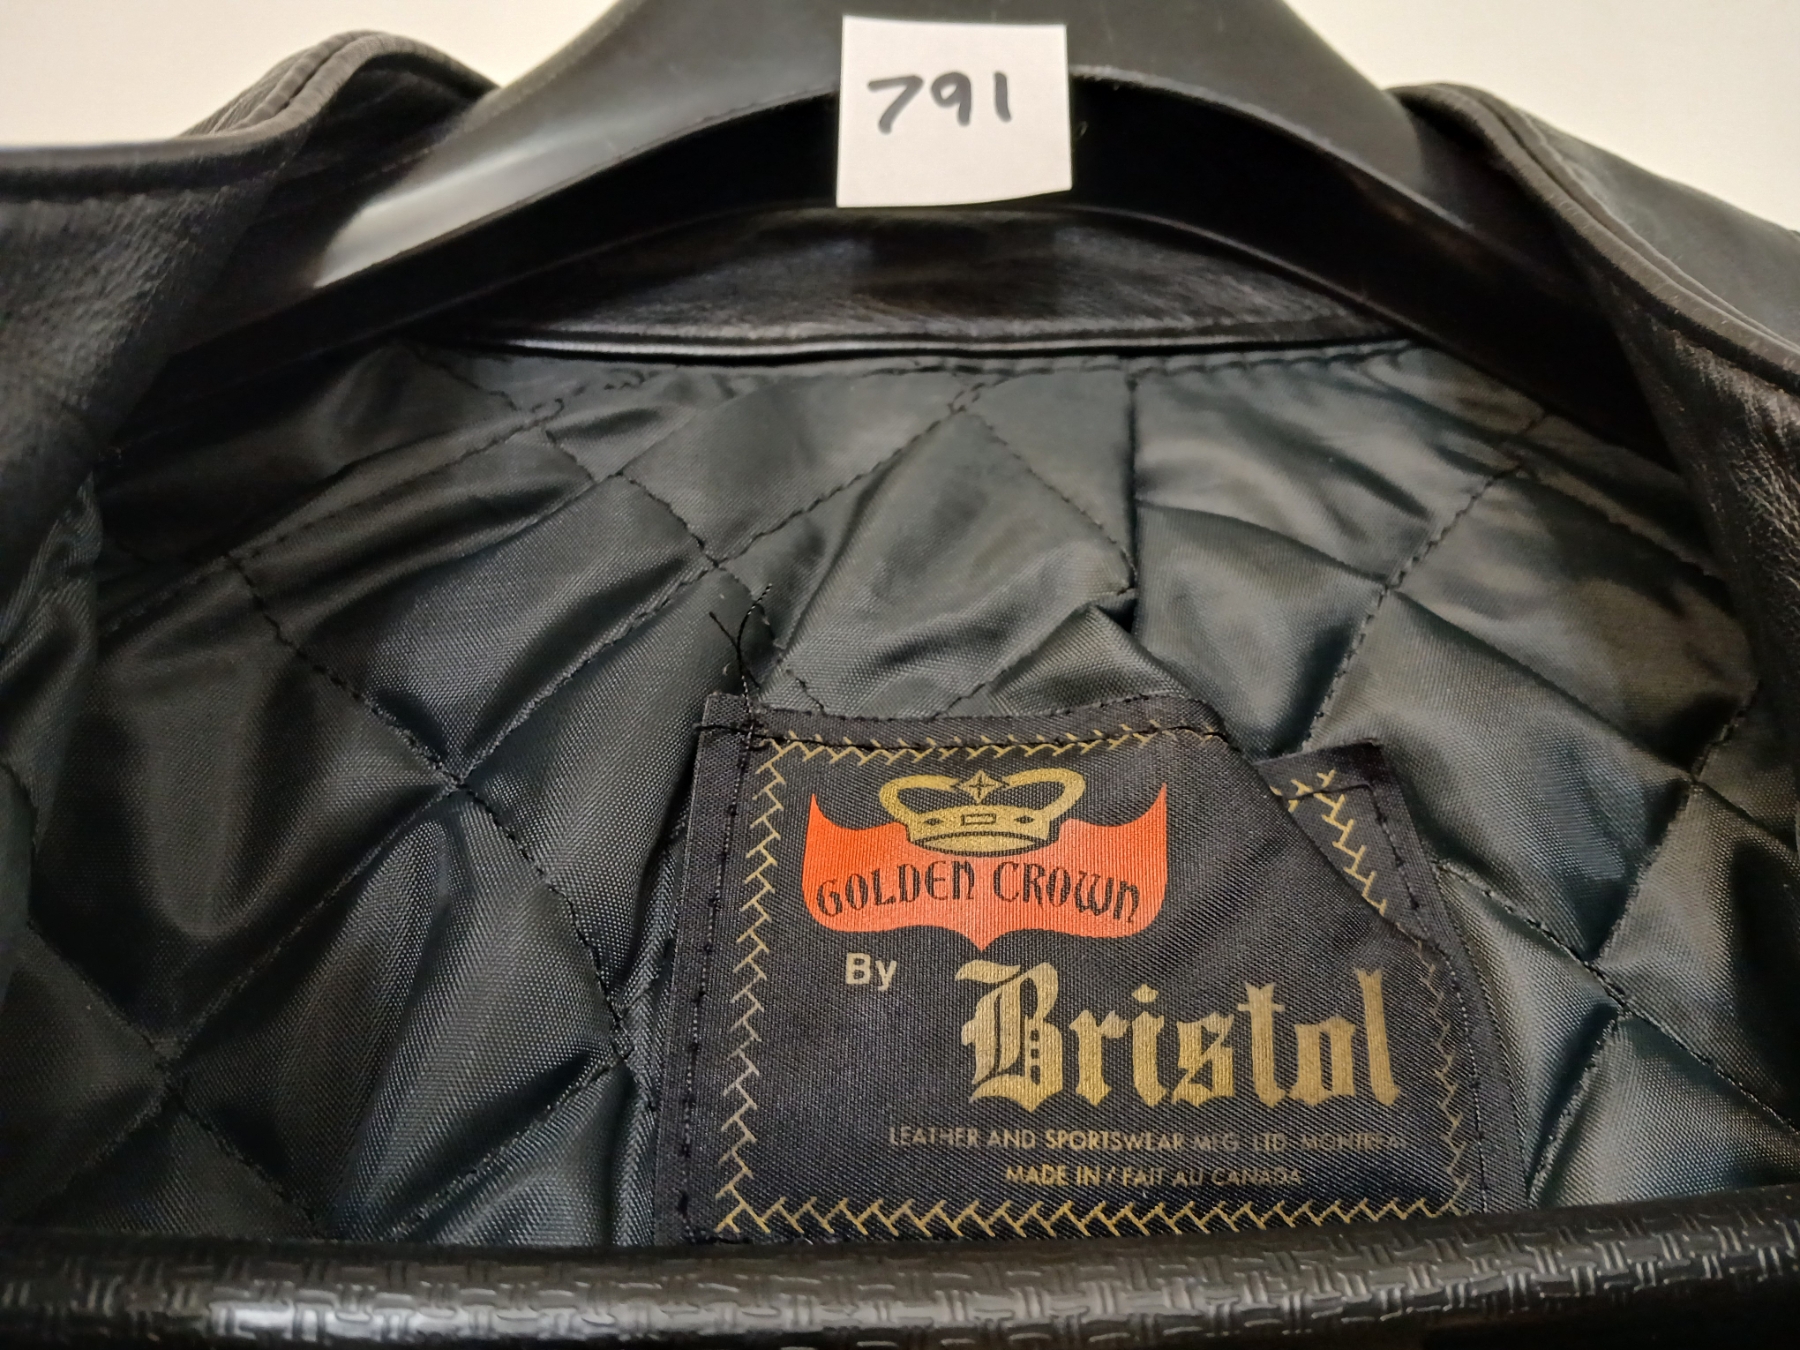 791
GOLDEN CROWN
By Bristol
LEATHER AND SPORTSWEAR MFG. LTD. MONTREAL
MADE IN / FAIT AU CANADA